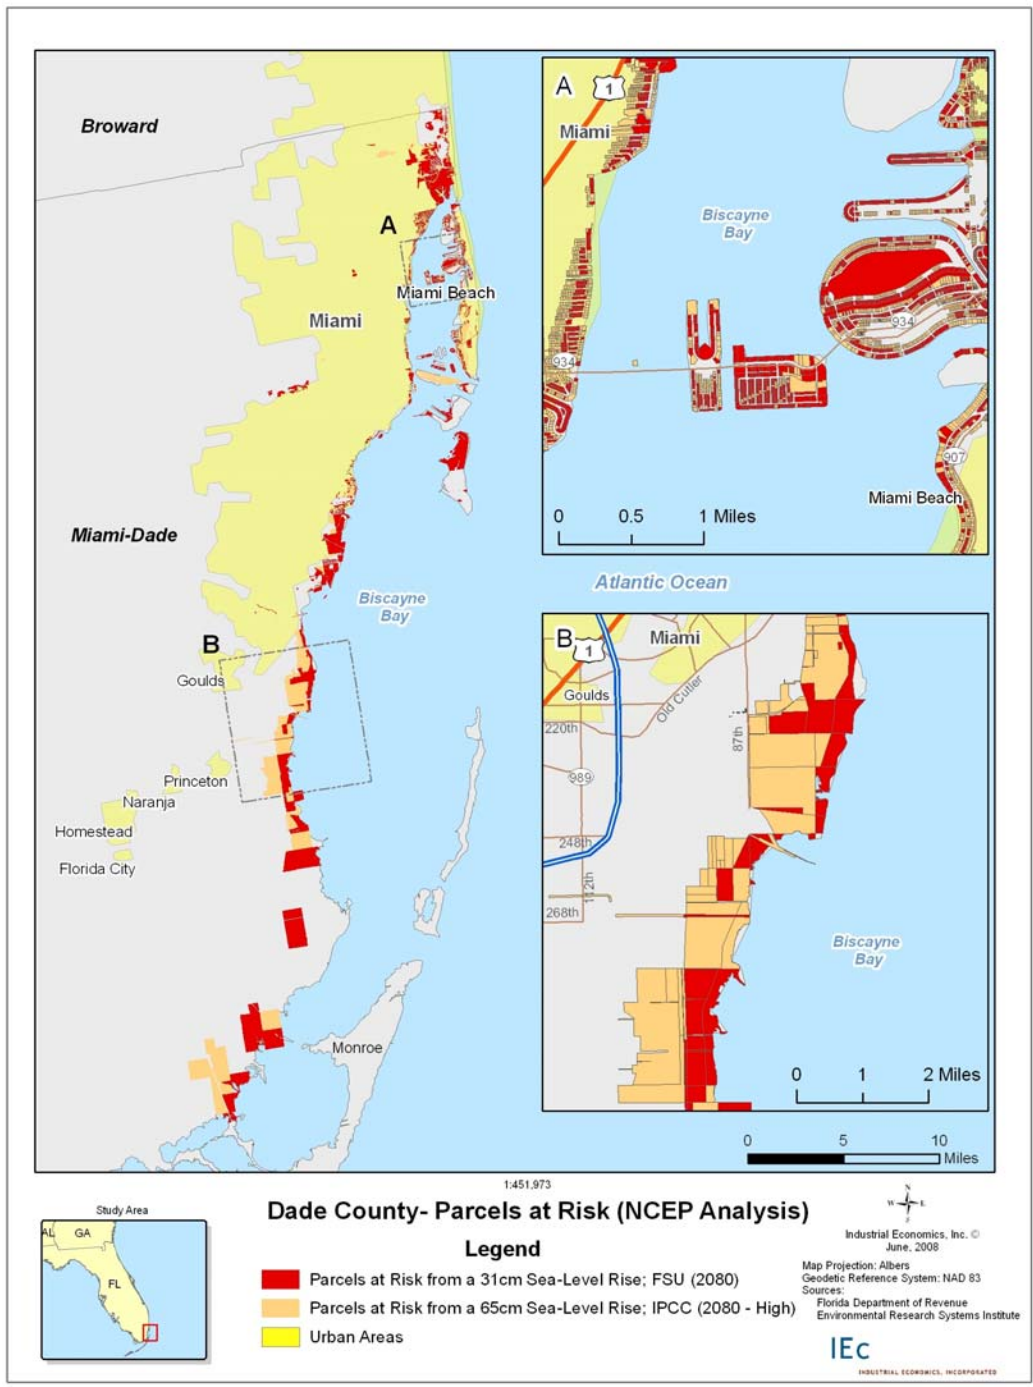 Broward
A
Miami Beach
Miami
Miami-Dade
Biscayne
Bay
B
Goulds
Princeton
Naranja
Homestead
Florida City
Monroe
Atlantic Ocean
A
1
Miami
Biscayne
Bay
934
934
907
Miami Beach
0 0.5 1 Miles
B
1
Miami
Goulds
Old Cutler
220th
87th
989
248th
112th
268th
Biscayne
Bay
0 1 2 Miles
0 5 10
Miles
1:451,973
Study Area
AL GA
FL
Dade County- Parcels at Risk (NCEP Analysis)
Legend
Parcels at Risk from a 31cm Sea-Level Rise; FSU (2080)
Parcels at Risk from a 65cm Sea-Level Rise; IPCC (2080 - High)
Urban Areas
N
W E
S
Industrial Economics, Inc. ©
June, 2008
Map Projection: Albers
Geodetic Reference System: NAD 83
Sources:
Florida Department of Revenue
Environmental Research Systems Institute
IEc
INDUSTRIAL ECONOMICS, INCORPORATED